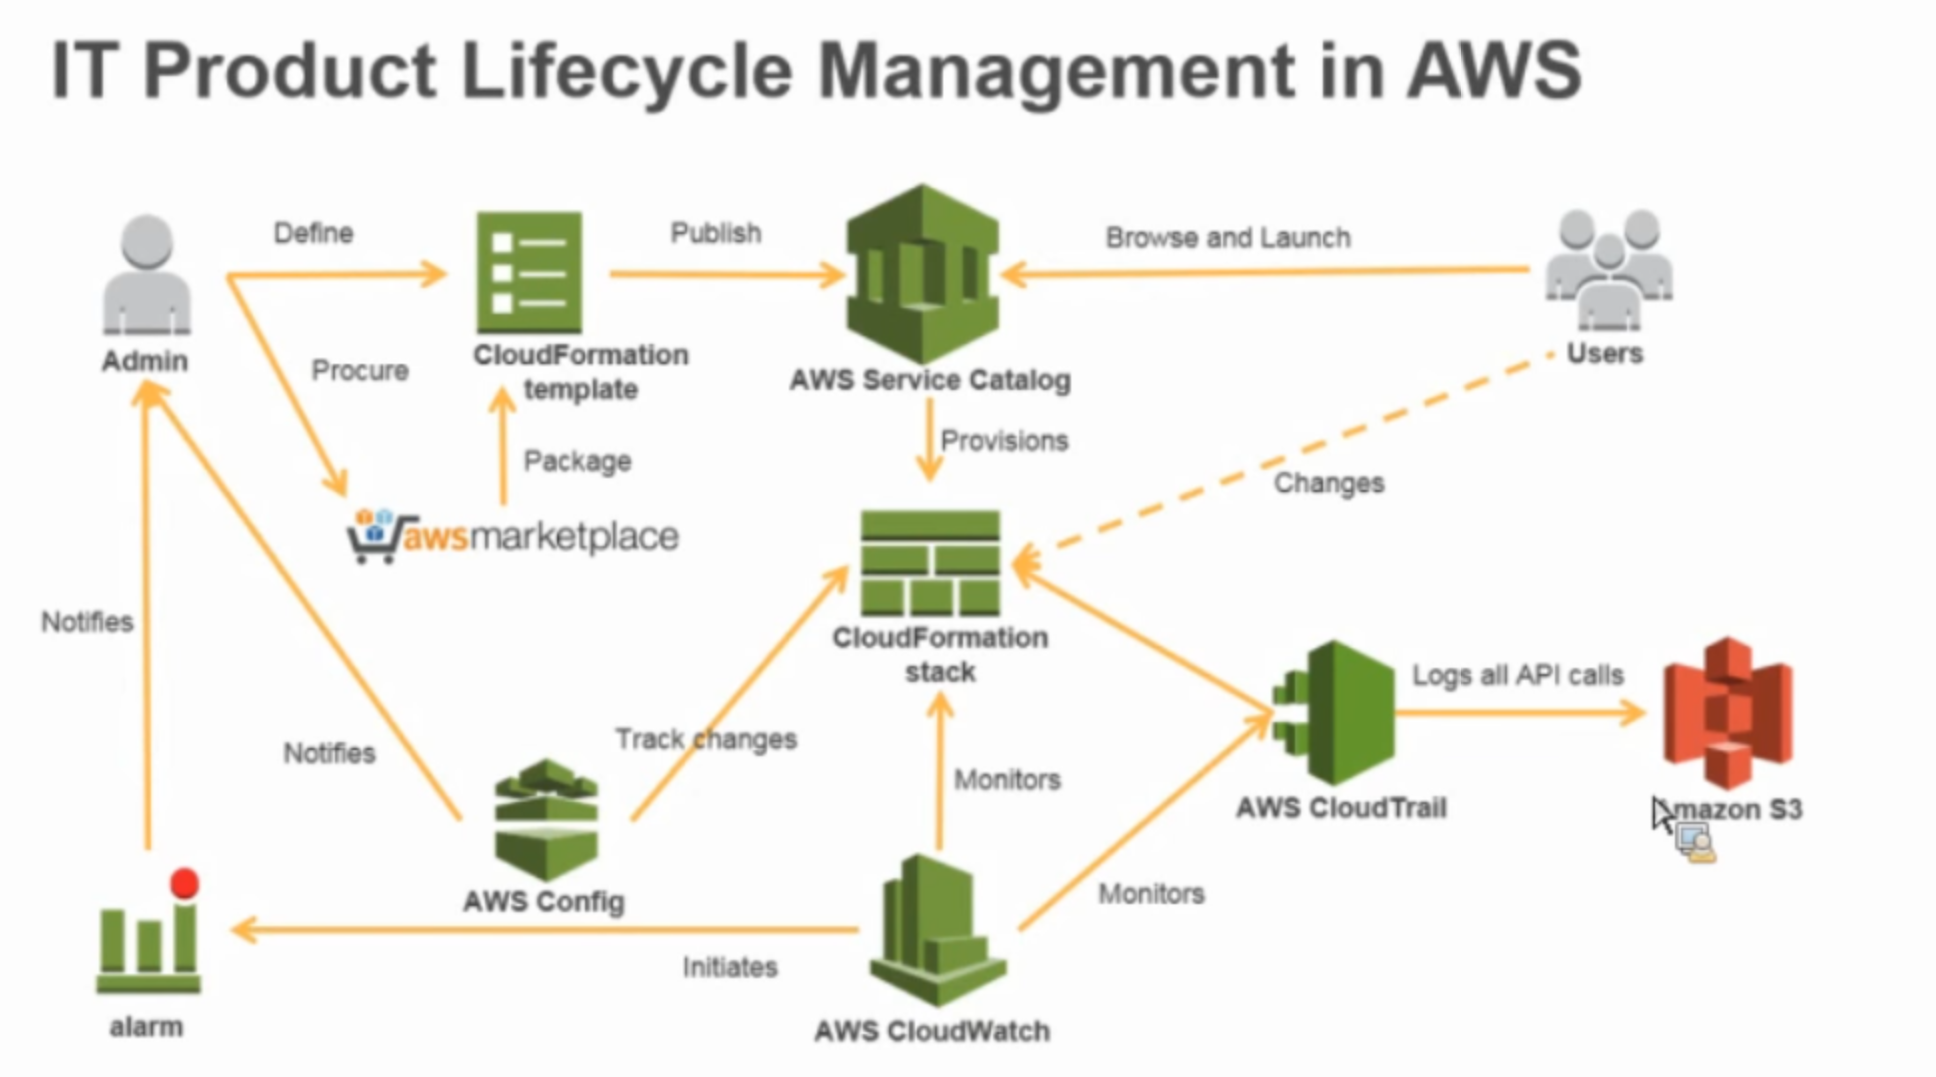 IT Product Lifecycle Management in AWS
Define
Publish
Browse and Launch
Admin
Procure
CloudFormation
template
AWS Service Catalog
Users
Package
Provisions
Changes
awsmarketplace
Notifies
CloudFormation
stack
Logs all API calls
Notifies
Track changes
Monitors
AWS CloudTrail
Amazon S3
AWS Config
Monitors
Initiates
alarm
AWS CloudWatch